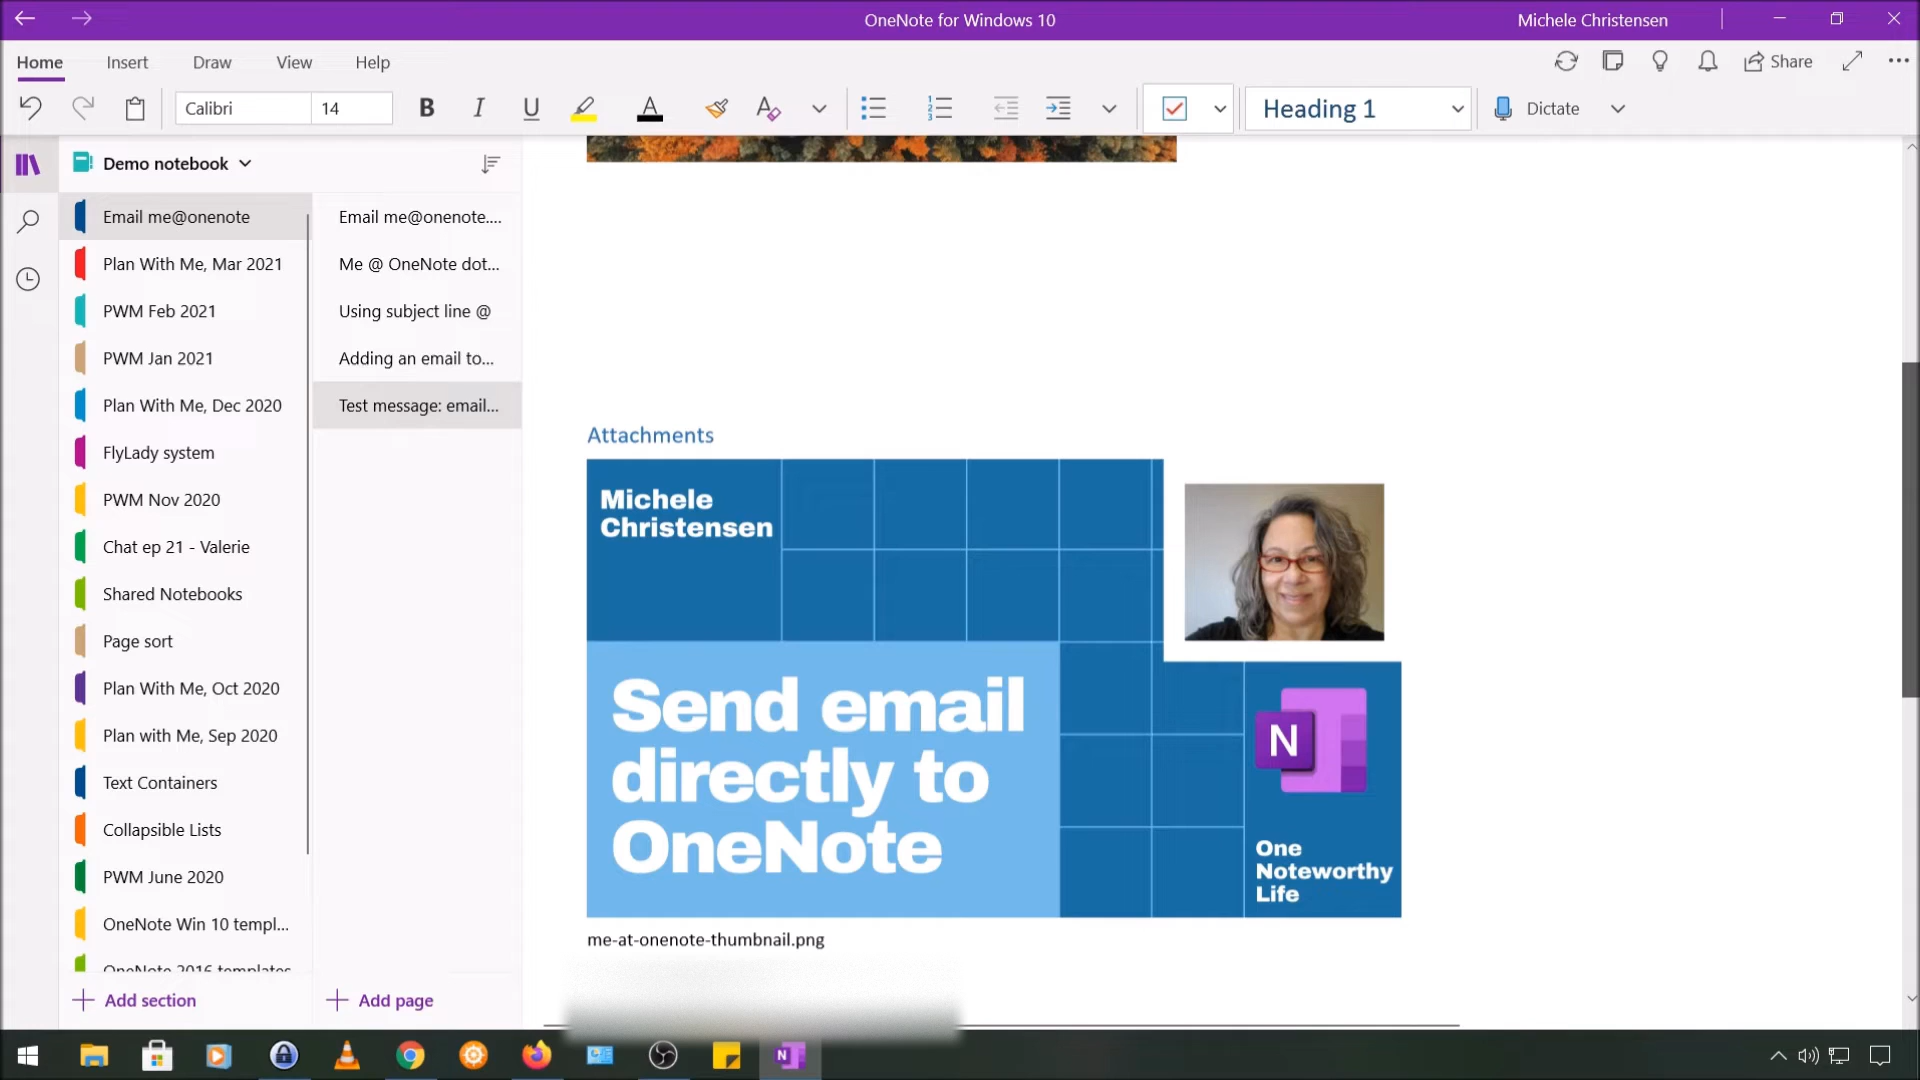 OneNote for Windows 10
Michele Christensen
Home
Insert
Draw
View
Help
Share
Calibri
14
B
I
U
A
A
Heading 1
Dictate
Demo notebook
Email me@onenote
Plan With Me, Mar 2021
PWM Feb 2021
PWM Jan 2021
Plan With Me, Dec 2020
FlyLady system
PWM Nov 2020
Chat ep 21 - Valerie
Shared Notebooks
Page sort
Plan With Me, Oct 2020
Plan with Me, Sep 2020
Text Containers
Collapsible Lists
PWM June 2020
OneNote Win 10 templ...
OneNote 2016 templates
Add section
Email me@onenote....
Me @ OneNote dot...
Using subject line @
Adding an email to...
Test message: email...
Add page
Attachments
Michele
Christensen
Send email
directly to
OneNote
N
One
Noteworthy
Life
me-at-onenote-thumbnail.png